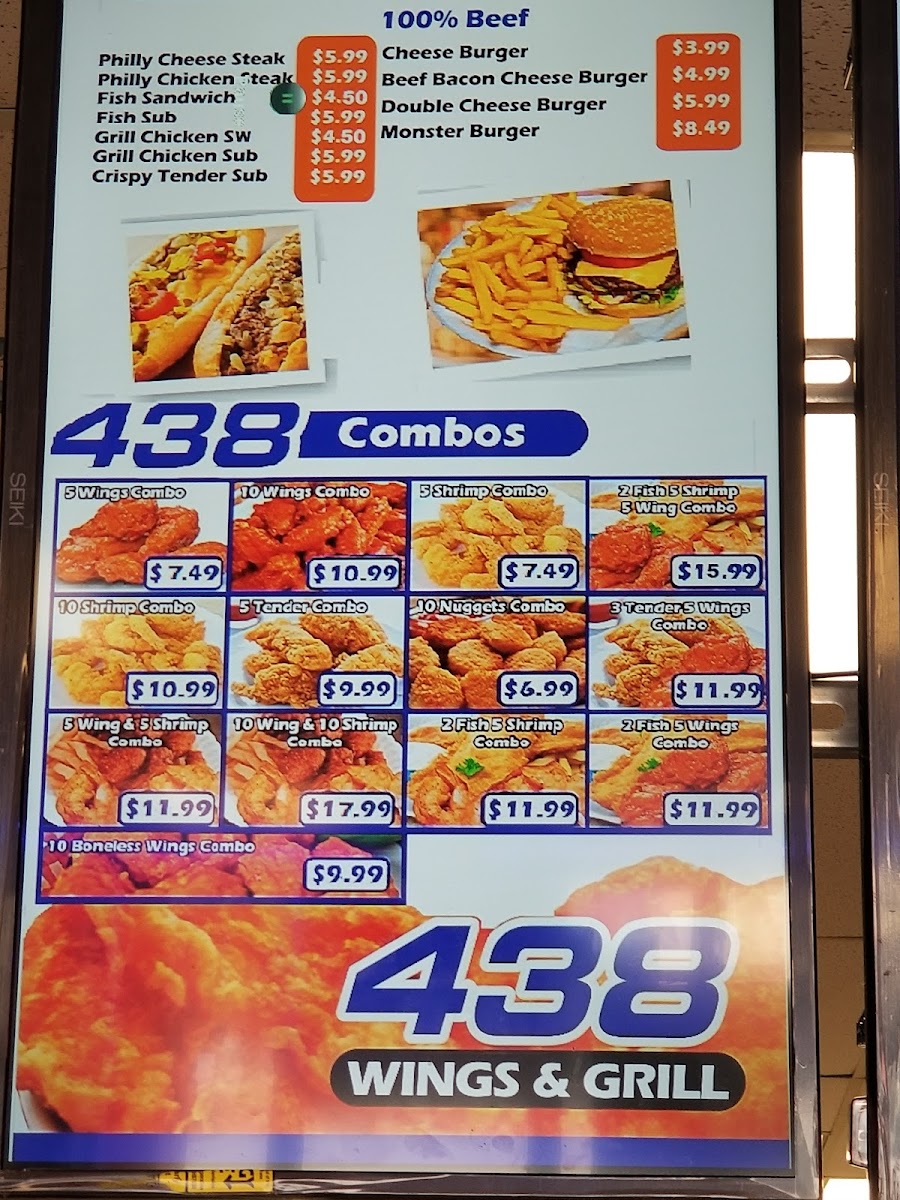 100% Beef
Philly Cheese Steak $5.99
Philly Chicken Steak $5.99
Fish Sandwich $4.50
Fish Sub $5.99
Grill Chicken SW $4.50
Grill Chicken Sub $5.99
Crispy Tender Sub $5.99
Cheese Burger $3.99
Beef Bacon Cheese Burger $4.99
Double Cheese Burger $5.99
Monster Burger $8.49
438 Combos
5 Wings Combo
$7.49
10 Wings Combo
$10.99
5 Shrimp Combo
$7.49
2 Fish 5 Shrimp
5 Wing Combo
$15.99
10 Shrimp Combo
$10.99
5 Tender Combo
$9.99
10 Nuggets Combo
$6.99
3 Tender 5 Wings
Combo
$11.99
5 Wing & 5 Shrimp
Combo
$11.99
10 Wing & 10 Shrimp
Combo
$17.99
2 Fish 5 Shrimp
Combo
$11.99
2 Fish 5 Wings
Combo
$11.99
10 Boneless Wings Combo
$9.99
438
WINGS & GRILL
SEIKI
SEIKI